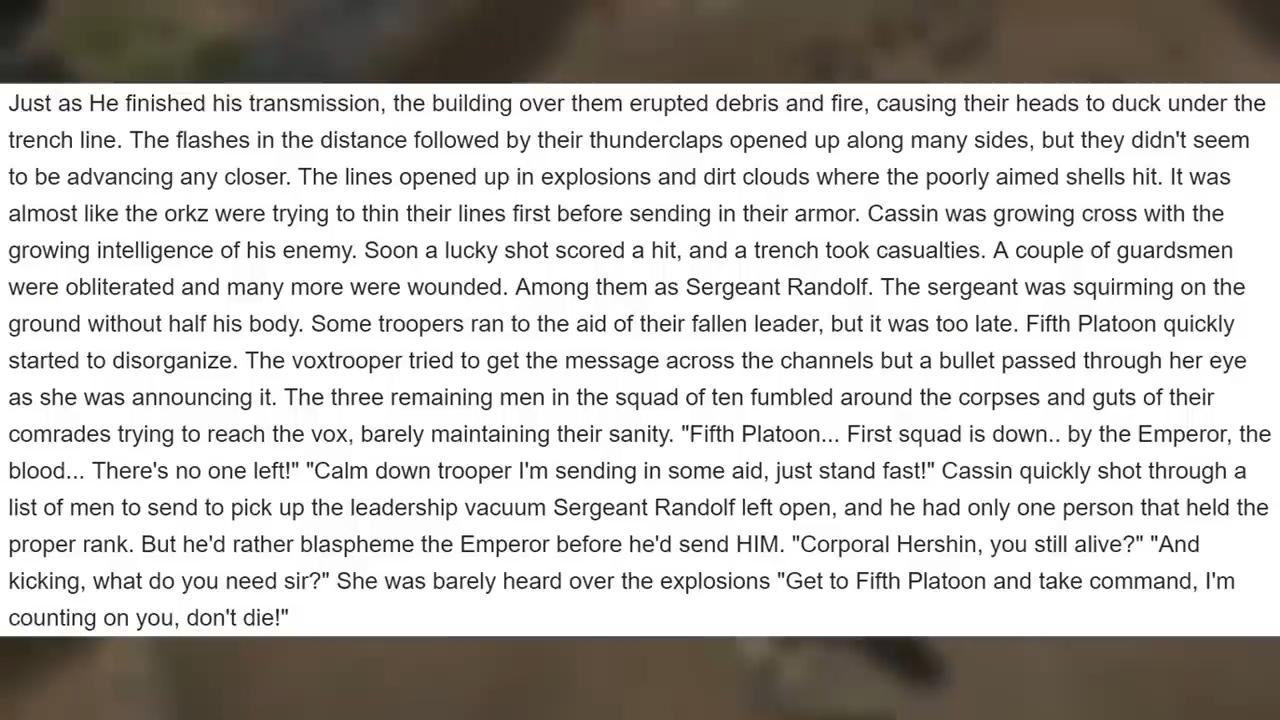 Just as He finished his transmission, the building over them erupted debris and fire, causing their heads to duck under the
trench line. The flashes in the distance followed by their thunderclaps opened up along many sides, but they didn't seem
to be advancing any closer. The lines opened up in explosions and dirt clouds where the poorly aimed shells hit. It was
almost like the orkz were trying to thin their lines first before sending in their armor. Cassin was growing cross with the
growing intelligence of his enemy. Soon a lucky shot scored a hit, and a trench took casualties. A couple of guardsmen
were obliterated and many more were wounded. Among them as Sergeant Randolf. The sergeant was squirming on the
ground without half his body. Some troopers ran to the aid of their fallen leader, but it was too late. Fifth Platoon quickly
started to disorganize. The voxtrooper tried to get the message across the channels but a bullet passed through her eye
as she was announcing it. The three remaining men in the squad of ten fumbled around the corpses and guts of their
comrades trying to reach the vox, barely maintaining their sanity. "Fifth Platoon... First squad is down.. by the Emperor, the
blood... There's no one left!" "Calm down trooper I'm sending in some aid, just stand fast!" Cassin quickly shot through a
list of men to send to pick up the leadership vacuum Sergeant Randolf left open, and he had only one person that held the
proper rank. But he'd rather blaspheme the Emperor before he'd send HIM. "Corporal Hershin, you still alive?" "And
kicking, what do you need sir?" She was barely heard over the explosions "Get to Fifth Platoon and take command, I'm
counting on you, don't die!"